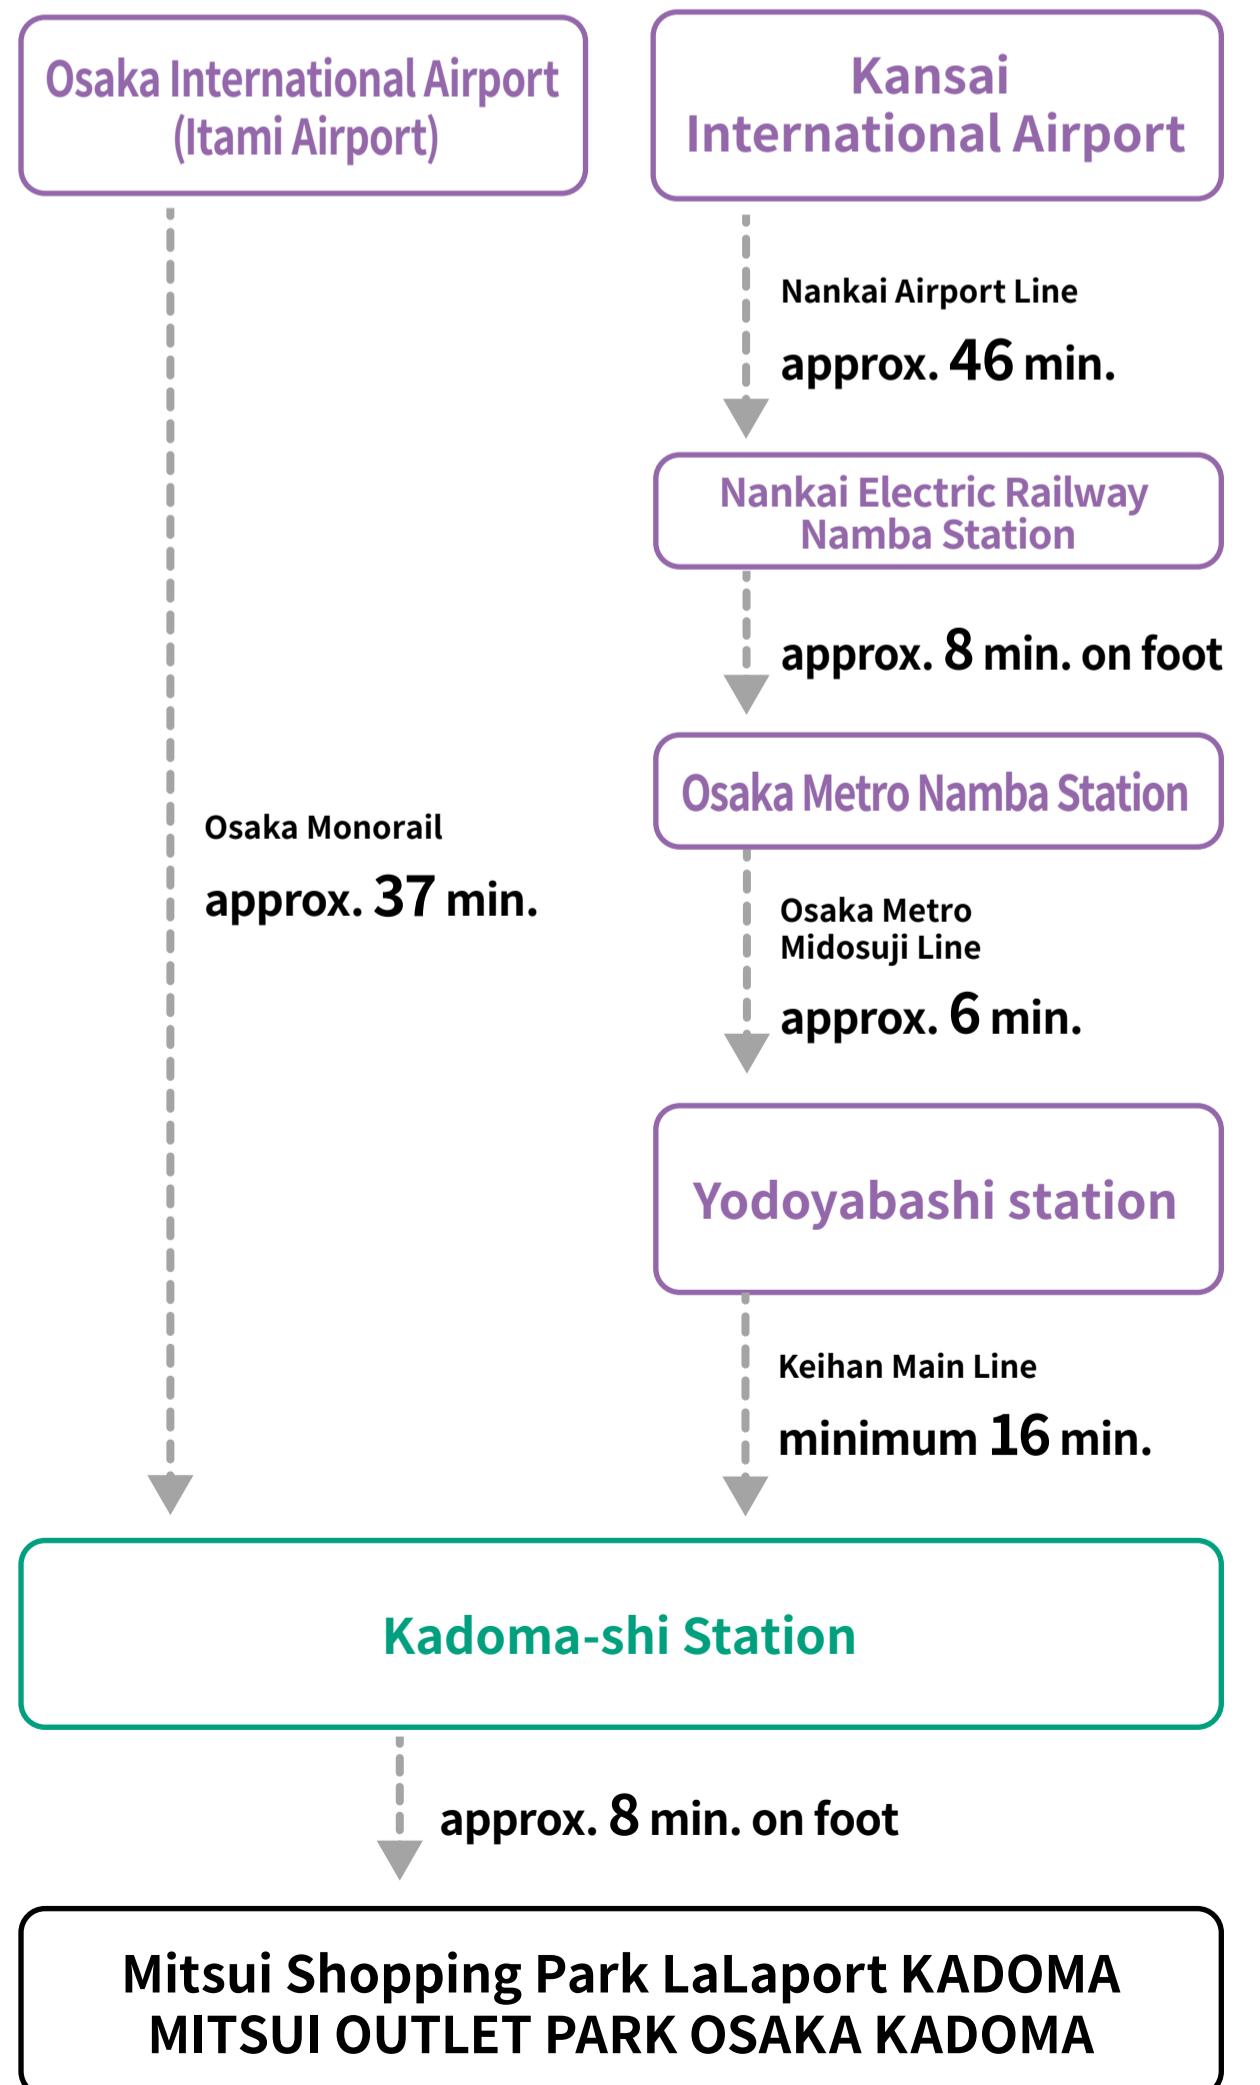 Osaka International Airport
(Itami Airport)
Kansai
International Airport
Nankai Airport Line
approx. 46 min.
Nankai Electric Railway
Namba Station
approx. 8 min. on foot
Osaka Metro Namba Station
Osaka Monorail
approx. 37 min.
Osaka Metro
Midosuji Line
approx. 6 min.
Yodoyabashi station
Keihan Main Line
minimum 16 min.
Kadoma-shi Station
approx. 8 min. on foot
Mitsui Shopping Park LaLaport KADOMA
MITSUI OUTLET PARK OSAKA KADOMA